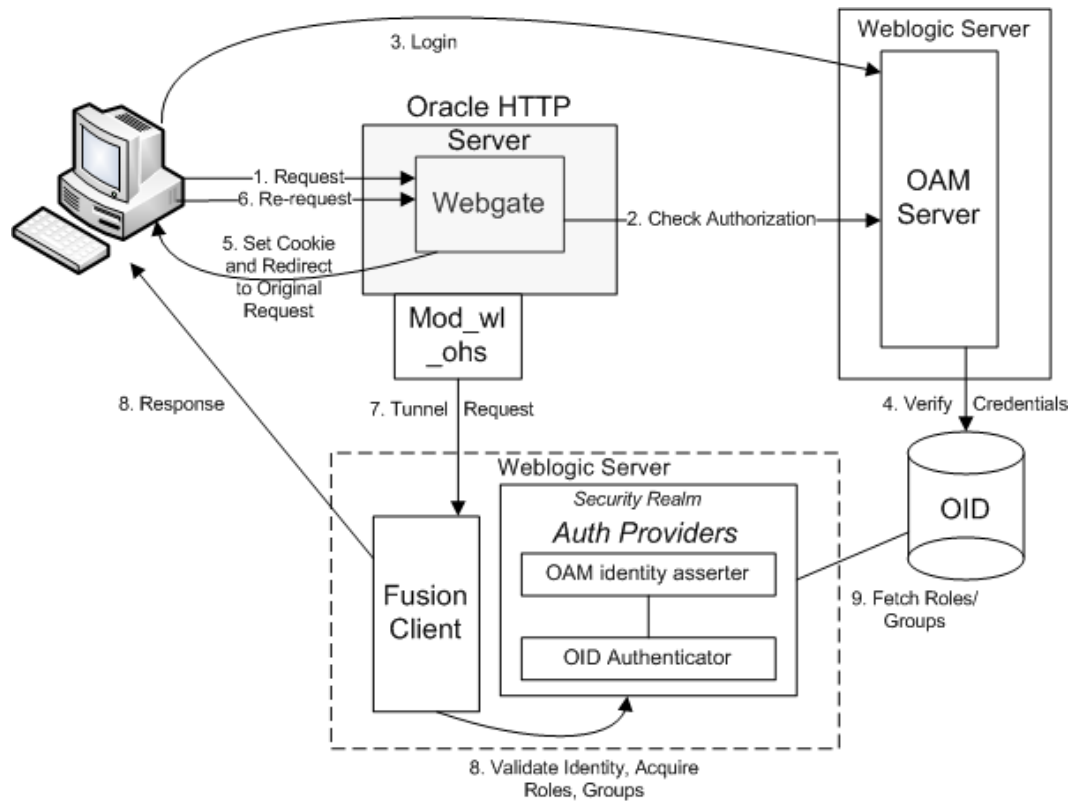 3. Login
Weblogic Server
Oracle HTTP
Server
1. Request
6. Re-request
Webgate
2. Check Authorization
OAM
Server
5. Set Cookie
and Redirect
to Original
Request
Mod_wl
_ohs
8. Response
7. Tunnel Request
4. Verify Credentials
Weblogic Server
Security Realm
Auth Providers
OAM identity asserter
OID Authenticator
OID
Fusion
Client
9. Fetch Roles/
Groups
8. Validate Identity, Acquire
Roles, Groups